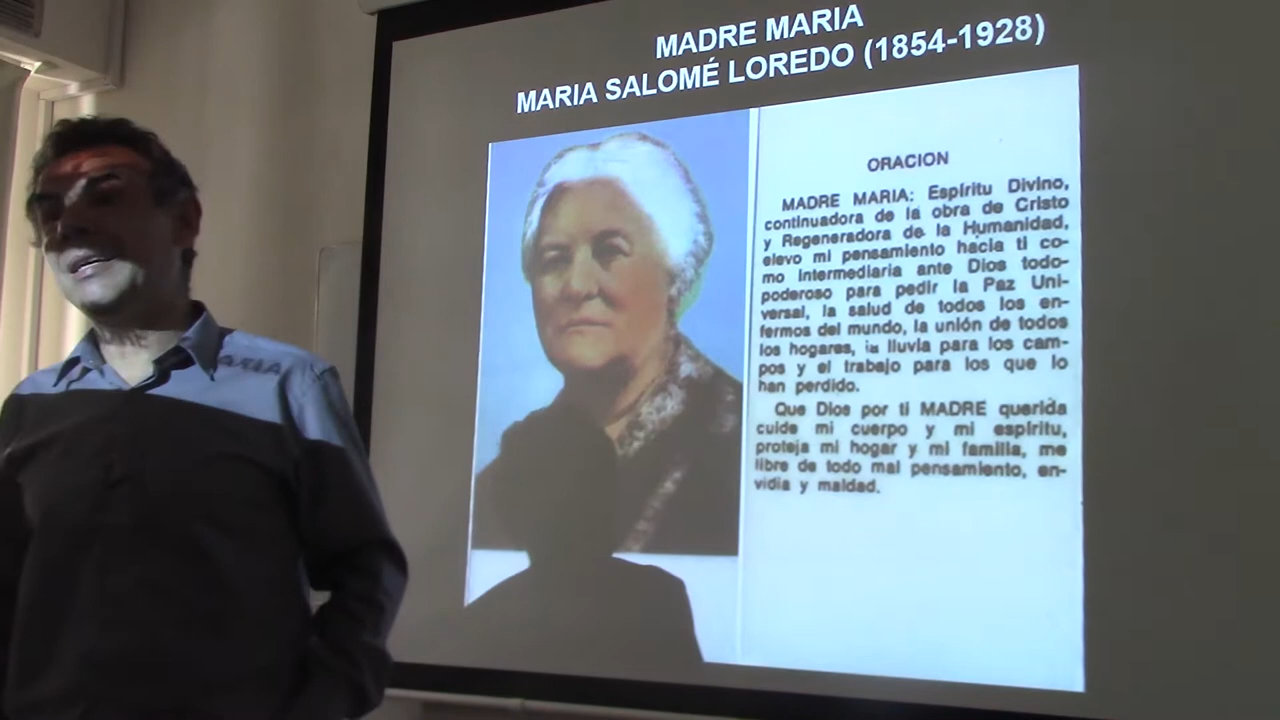 MADRE MARIA
MARIA SALOMÉ LOREDO (1854-1928)
ORACION
MADRE MARIA: Espíritu Divino,
continuadora de la obra de Cristo
y Regeneradora de la Humanidad,
elevo mi pensamiento hacia ti co-
mo Intermediaria ante Dios todo-
poderoso para pedir la Paz Uni-
versal, la salud de todos los en-
fermos del mundo, la unión de todos
los hogares, la lluvia para los cam-
pos y el trabajo para los que lo
han perdido.
Que Dios por ti MADRE querida
cuide mi cuerpo y mi espíritu,
proteja mi hogar y mi familia, me
libre de todo mal pensamiento, en-
vidia y maldad.
ARIA